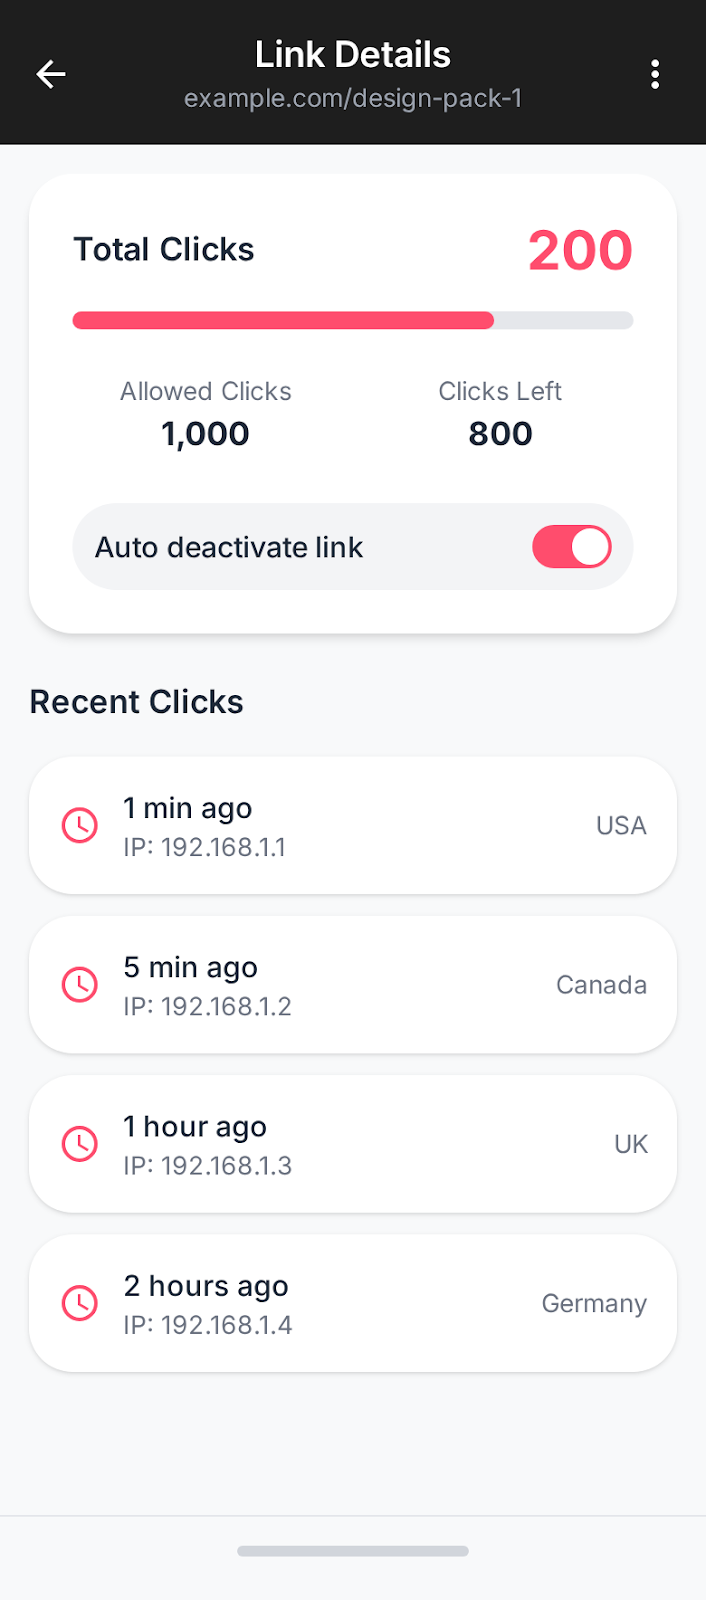 Link Details
example.com/design-pack-1
Total Clicks
200
Allowed Clicks
Clicks Left
1,000
800
Auto deactivate link
Recent Clicks
1 min ago
IP: 192.168.1.1
USA
5 min ago
IP: 192.168.1.2
Canada
1 hour ago
IP: 192.168.1.3
UK
2 hours ago
IP: 192.168.1.4
Germany